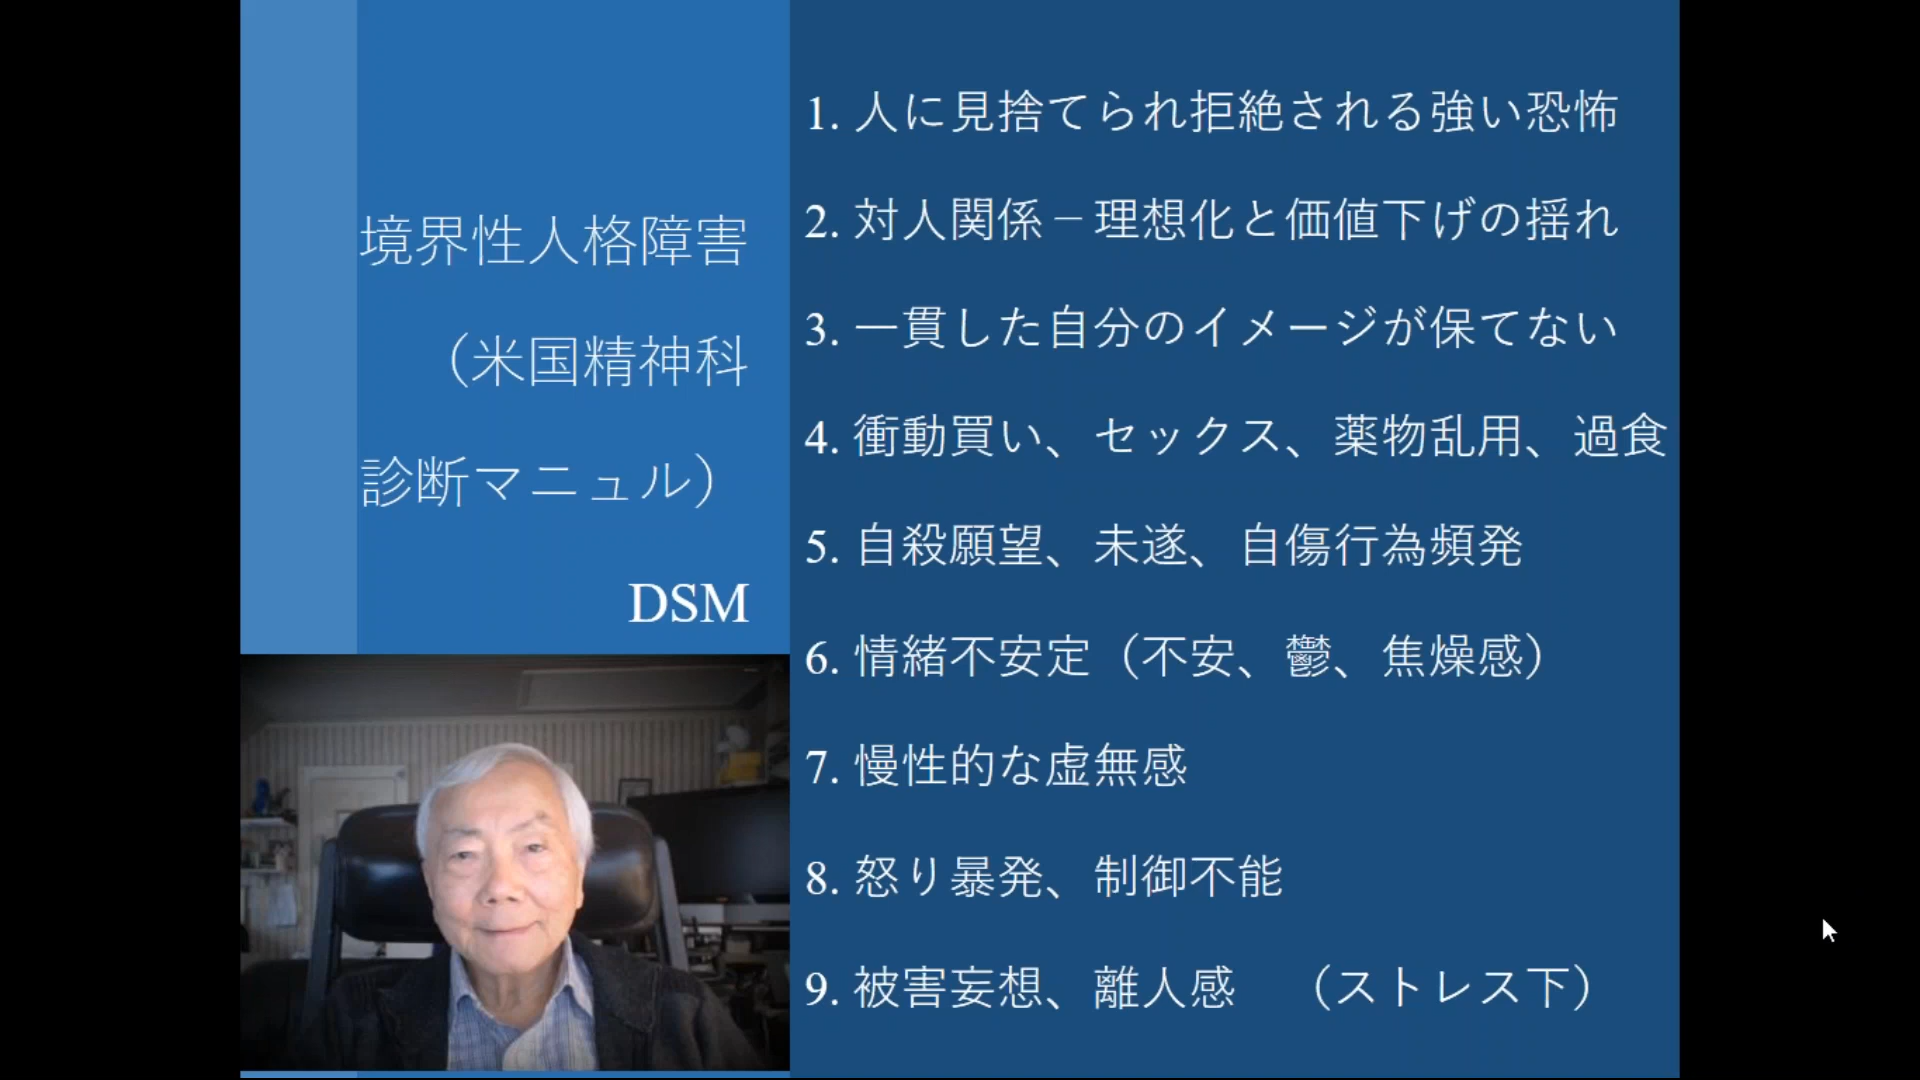 境界性人格障害
（米国精神科
診断マニュル）
DSM
1. 人に見捨てられ拒絶される強い恐怖
2. 対人関係－理想化と価値下げの揺れ
3. 一貫した自分のイメージが保てない
4. 衝動買い、セックス、薬物乱用、過食
5. 自殺願望、未遂、自傷行為頻発
6. 情緒不安定（不安、鬱、焦燥感）
7. 慢性的な虚無感
8. 怒り暴発、制御不能
9. 被害妄想、離人感　（ストレス下）